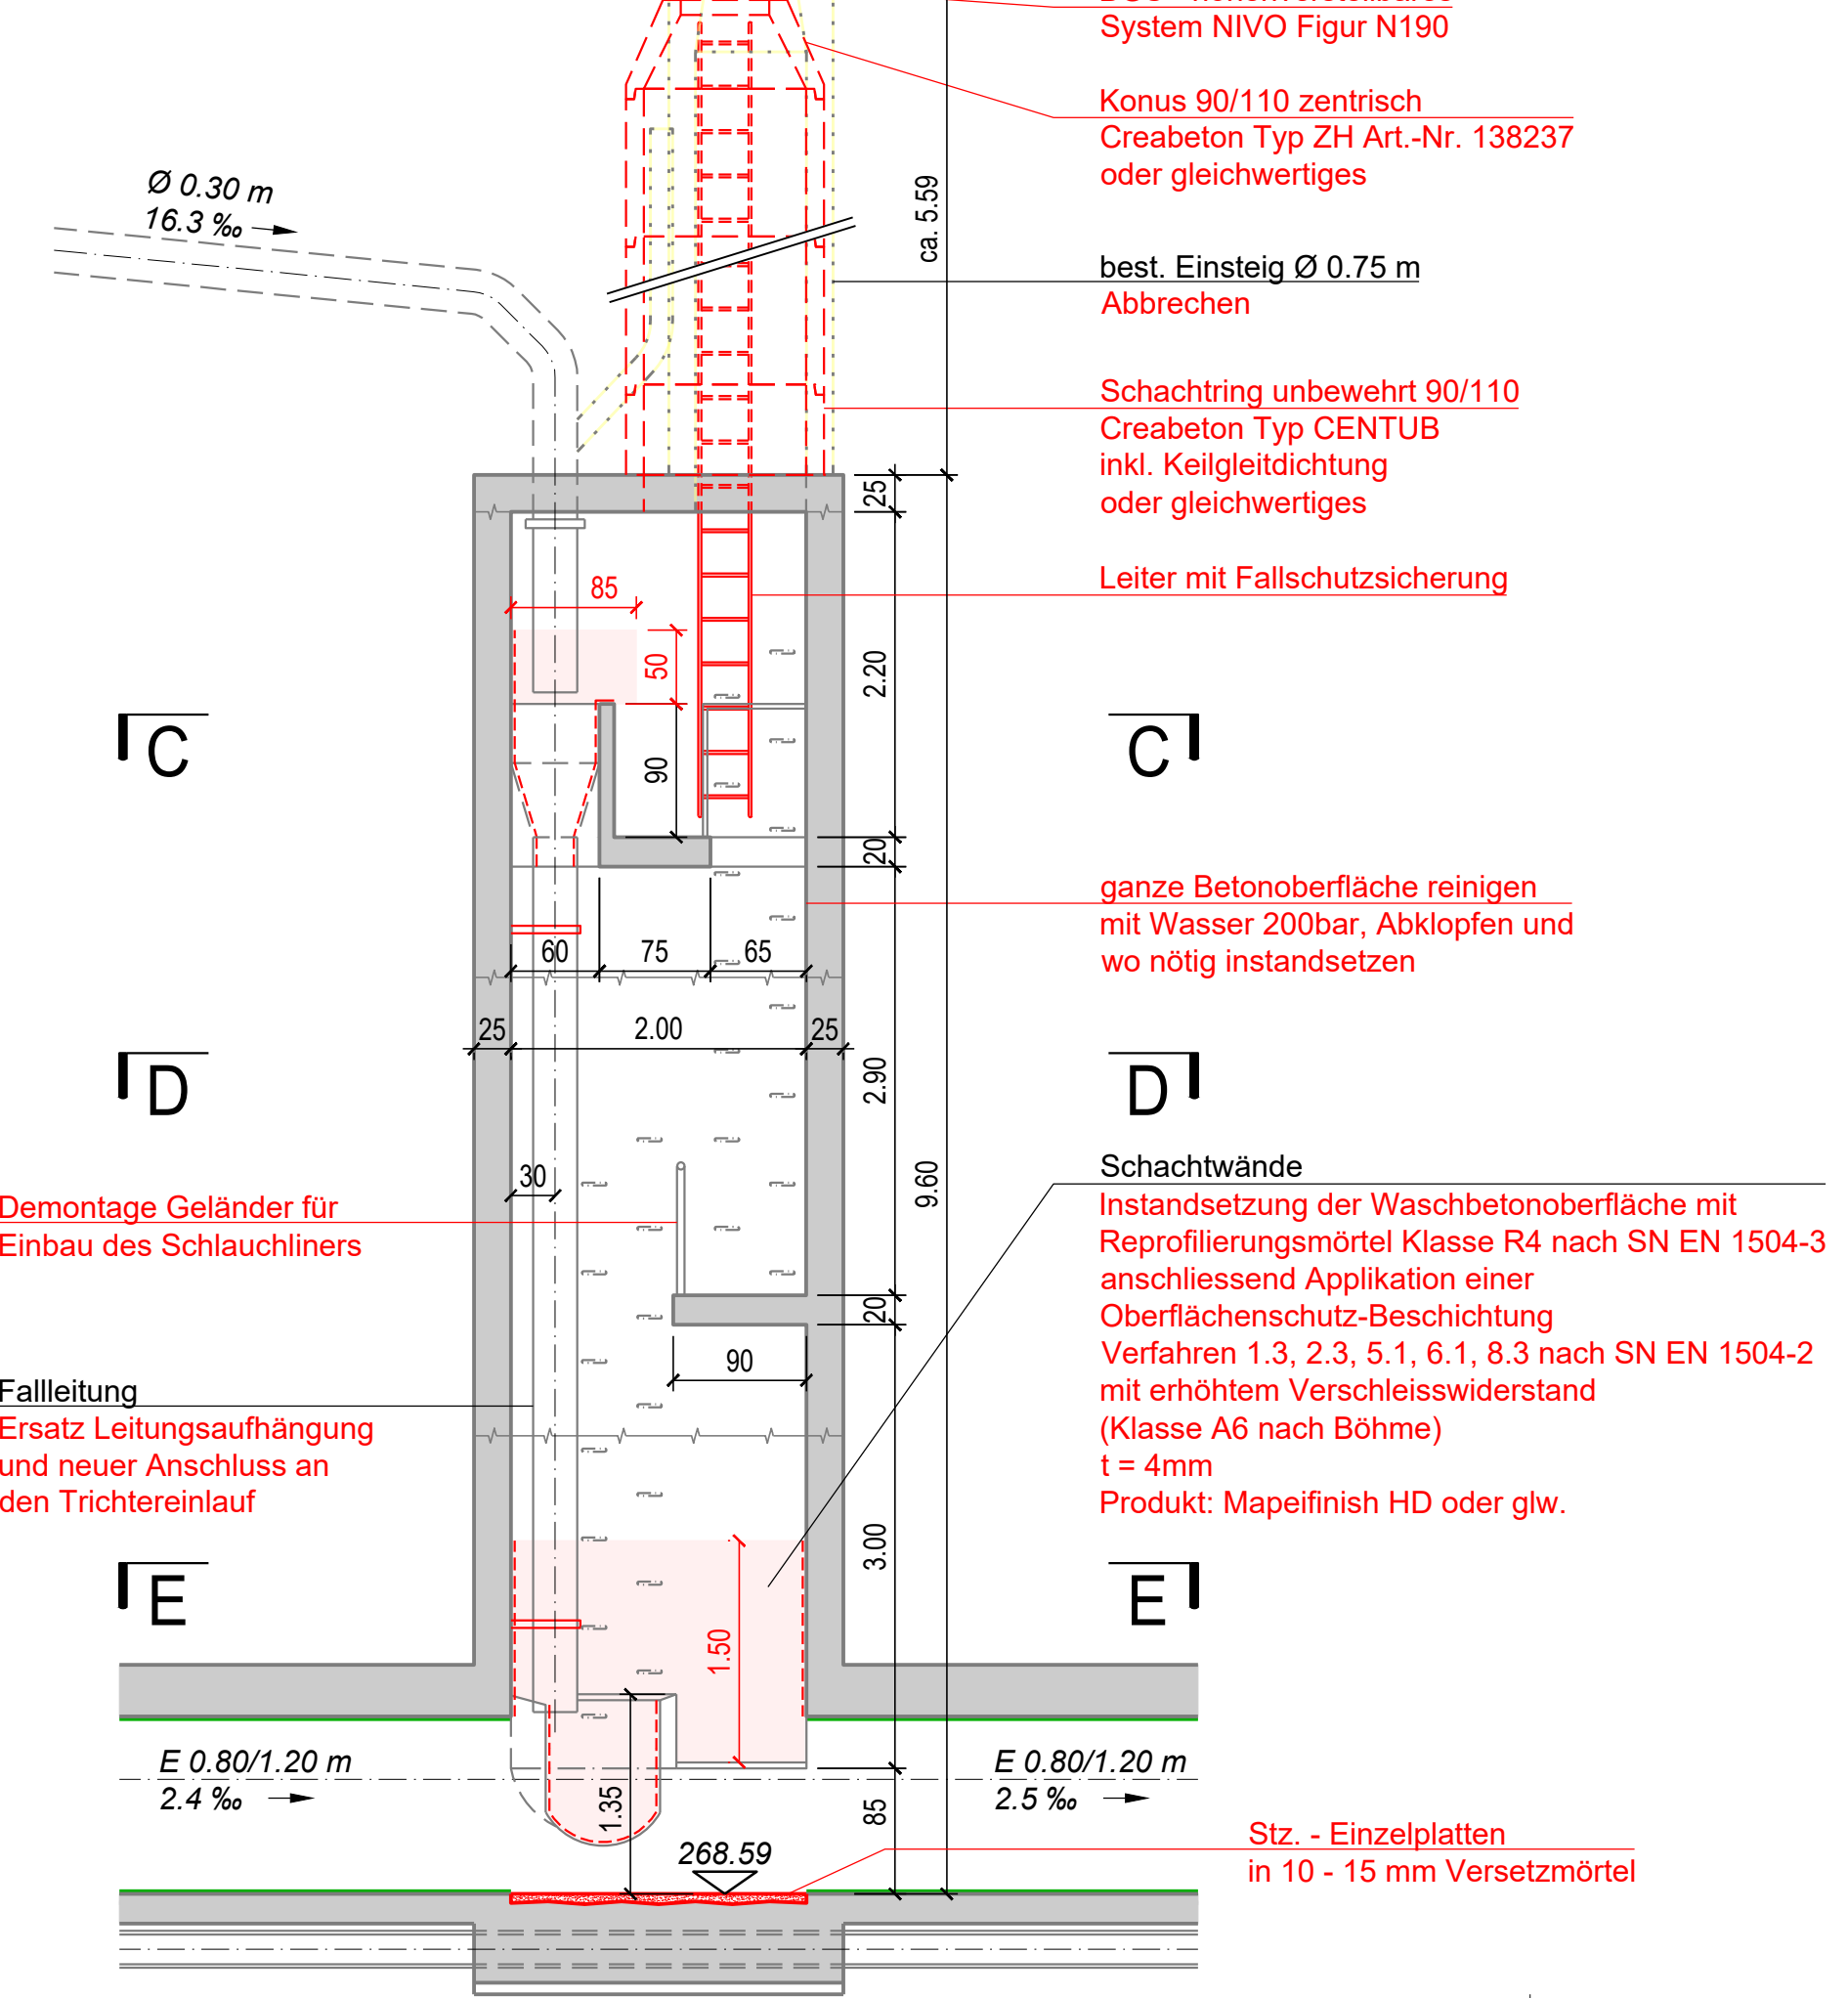 System NIVO Figur N190
Konus 90/110 zentrisch
Creabeton Typ ZH Art.-Nr. 138237
oder gleichwertiges
Ø 0.30 m
16.3 ‰
ca. 5.59
best. Einsteig Ø 0.75 m
Abbrechen
Schachtring unbewehrt 90/110
Creabeton Typ CENTUB
inkl. Keilgleitdichtung
oder gleichwertiges
25
Leiter mit Fallschutzsicherung
85
50
2.20
C
C
90
20
ganze Betonoberfläche reinigen
mit Wasser 200bar, Abklopfen und
wo nötig instandsetzen
60
75
65
25
2.00
25
D
D
2.90
30
9.60
Demontage Geländer für
Einbau des Schlauchliners
Schachtwände
Instandsetzung der Waschbetonoberfläche mit
Reprofilierungsmörtel Klasse R4 nach SN EN 1504-3
anschliessend Applikation einer
Oberflächenschutz-Beschichtung
Verfahren 1.3, 2.3, 5.1, 6.1, 8.3 nach SN EN 1504-2
mit erhöhtem Verschleisswiderstand
(Klasse A6 nach Böhme)
t = 4mm
Produkt: Mapeifinish HD oder glw.
20
90
Fallleitung
Ersatz Leitungsaufhängung
und neuer Anschluss an
den Trichtereinlauf
3.00
E
E
1.50
E 0.80/1.20 m
2.4 ‰
E 0.80/1.20 m
2.5 ‰
1.35
85
268.59
Stz. - Einzelplatten
in 10 - 15 mm Versetzmörtel